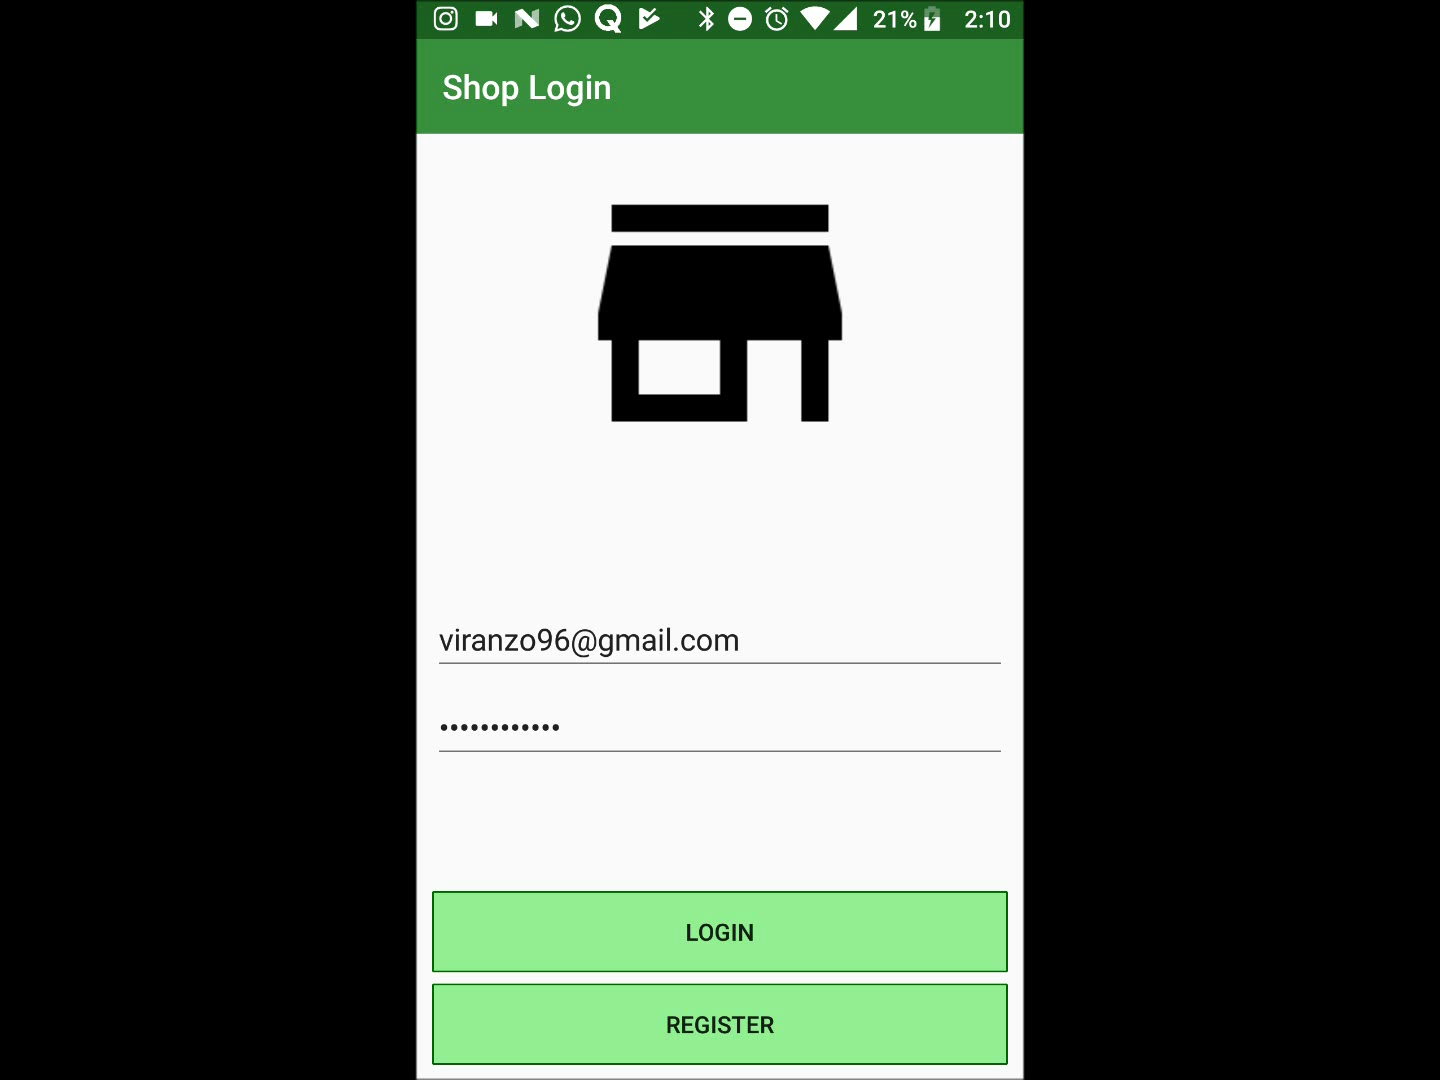 21% 2:10
Shop Login
viranzo96@gmail.com
••••••••••••
LOGIN
REGISTER